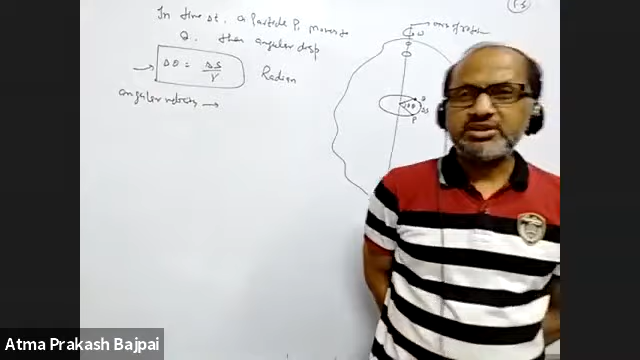 In time Δt, a particle P, moves to
Q. then angular disp
Δθ = Δs/r Radian
angular velocity →
axis of rotation
ω
Q
Δθ
Δs
P
Atma Prakash Bajpai